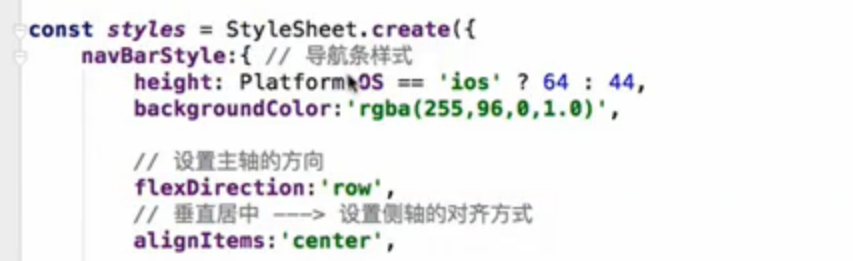 const styles = StyleSheet.create({
navBarStyle:{ // 导航条样式
height: Platform.OS == 'ios' ? 64 : 44,
backgroundColor:'rgba(255,96,0,1.0)',
// 设置主轴的方向
flexDirection:'row',
// 垂直居中 ---> 设置侧轴的对齐方式
alignItems:'center',